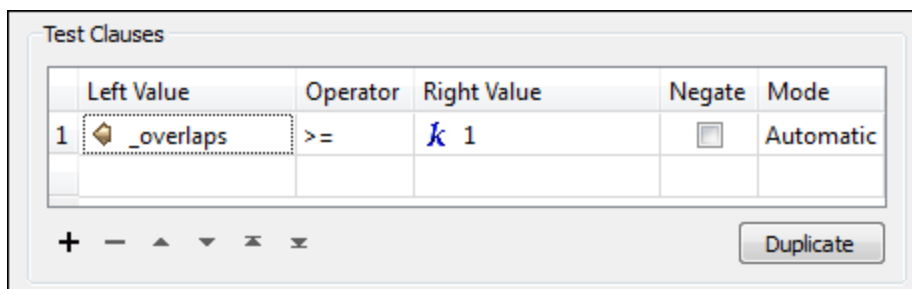 Test Clauses
Left Value Operator Right Value Negate Mode
1 _overlaps >= k 1 Automatic
Duplicate